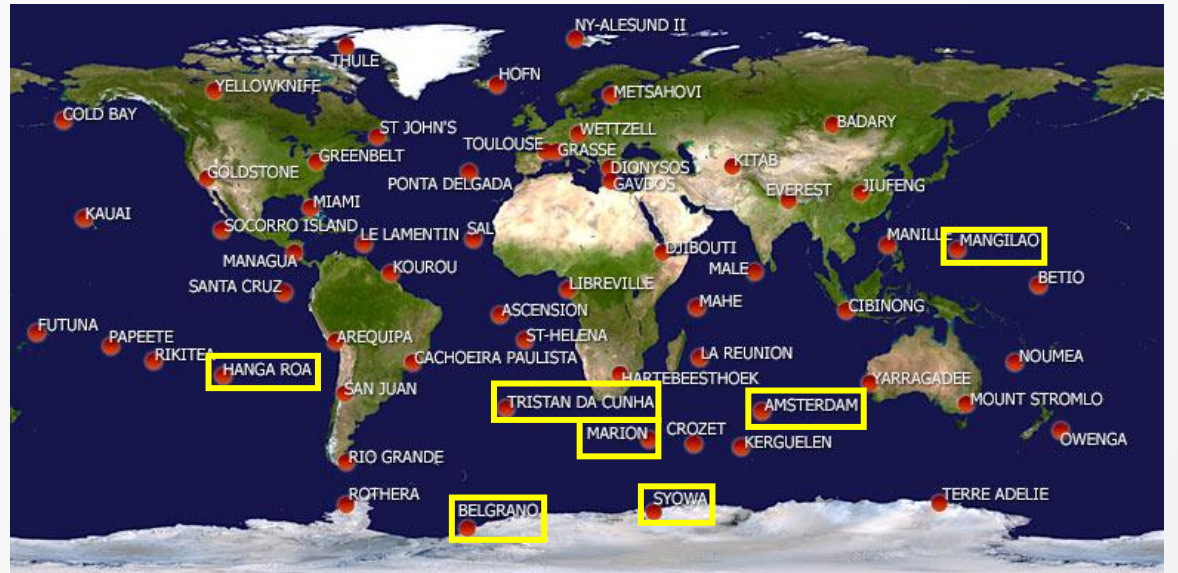 NY-ALESUND II
THULE
HOFN
YELLOWKNIFE
METSAHOVI
COLD BAY
ST JOHN'S
BADARY
WETTZELL
TOULOUSE
GRASSE
GREENBELT
GOLDSTONE
DIONYSOS
KITAB
PONTA DELGADA
GAVDOS
EVEREST
JIUFENG
KAUAI
MIAMI
SOCORRO ISLAND
LE LAMENTIN
SAL
DJIBOUTI
MANILLE
MANGILAO
MANAGUA
KOUROU
MALE
BETIO
SANTA CRUZ
LIBREVILLE
MAHE
CIBINONG
ASCENSION
FUTUNA
PAPEETE
AREQUIPA
ST-HELENA
RIKITEA
CACHOEIRA PAULISTA
LA REUNION
NOUMEA
HANGA ROA
HARTEBEESTHOEK
YARRAGADEE
SAN JUAN
TRISTAN DA CUNHA
AMSTERDAM
MOUNT STROMLO
MARION
CROZET
KERGUELEN
OWENGA
RIO GRANDE
ROTHERA
SYOWA
TERRE ADELIE
BELGRANO